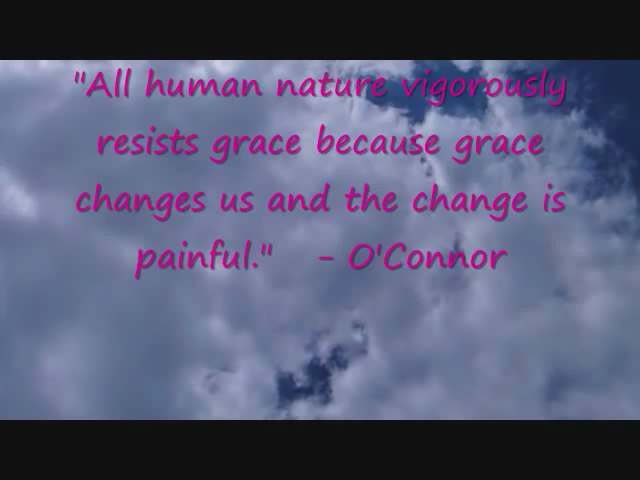 "All human nature vigorously
resists grace because grace
changes us and the change is
painful." - O'Connor